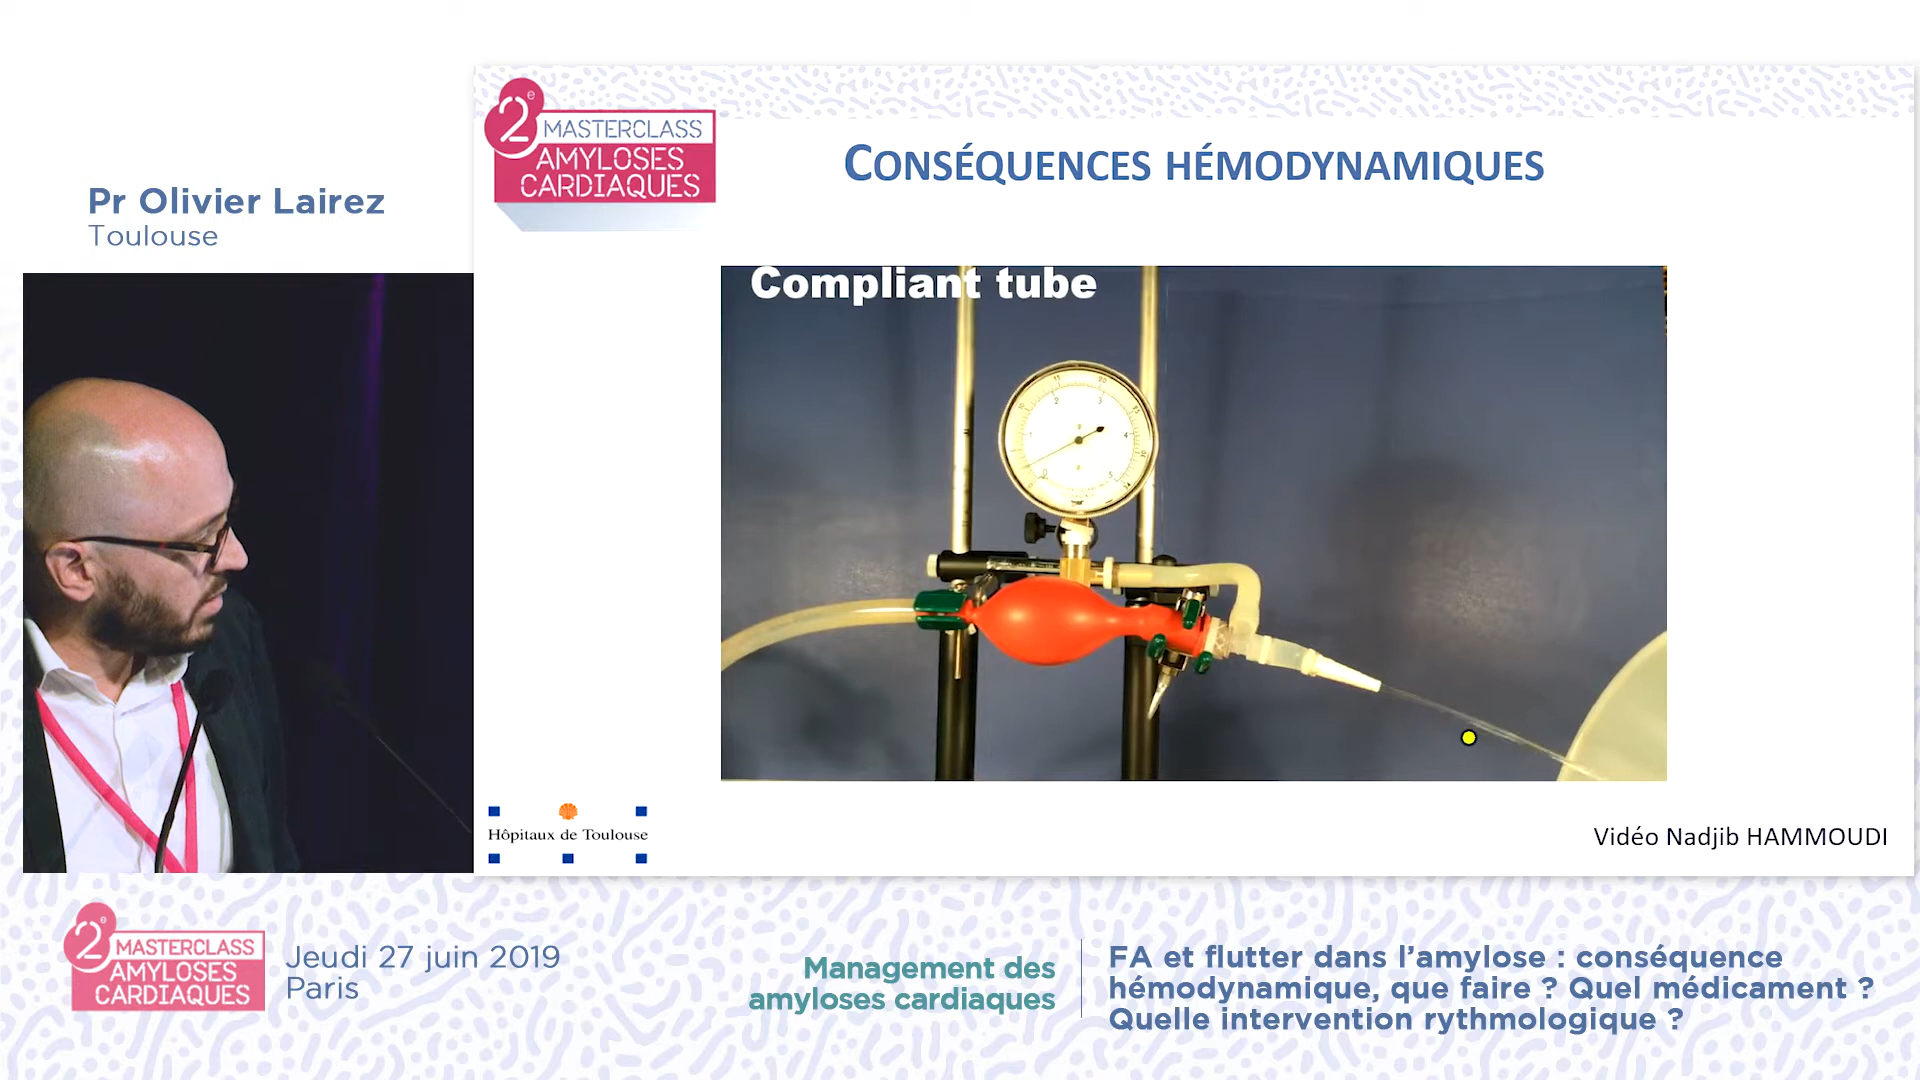 2e
MASTERCLASS
AMYLOSES
CARDIAQUES
CONSÉQUENCES HÉMODYNAMIQUES
Pr Olivier Lairez
Toulouse
Compliant tube
Hôpitaux de Toulouse
Vidéo Nadjib HAMMOUDI
2e
MASTERCLASS
AMYLOSES
CARDIAQUES
Jeudi 27 juin 2019
Paris
Management des
amyloses cardiaques
FA et flutter dans l’amylose : conséquence
hémodynamique, que faire ? Quel médicament ?
Quelle intervention rythmologique ?